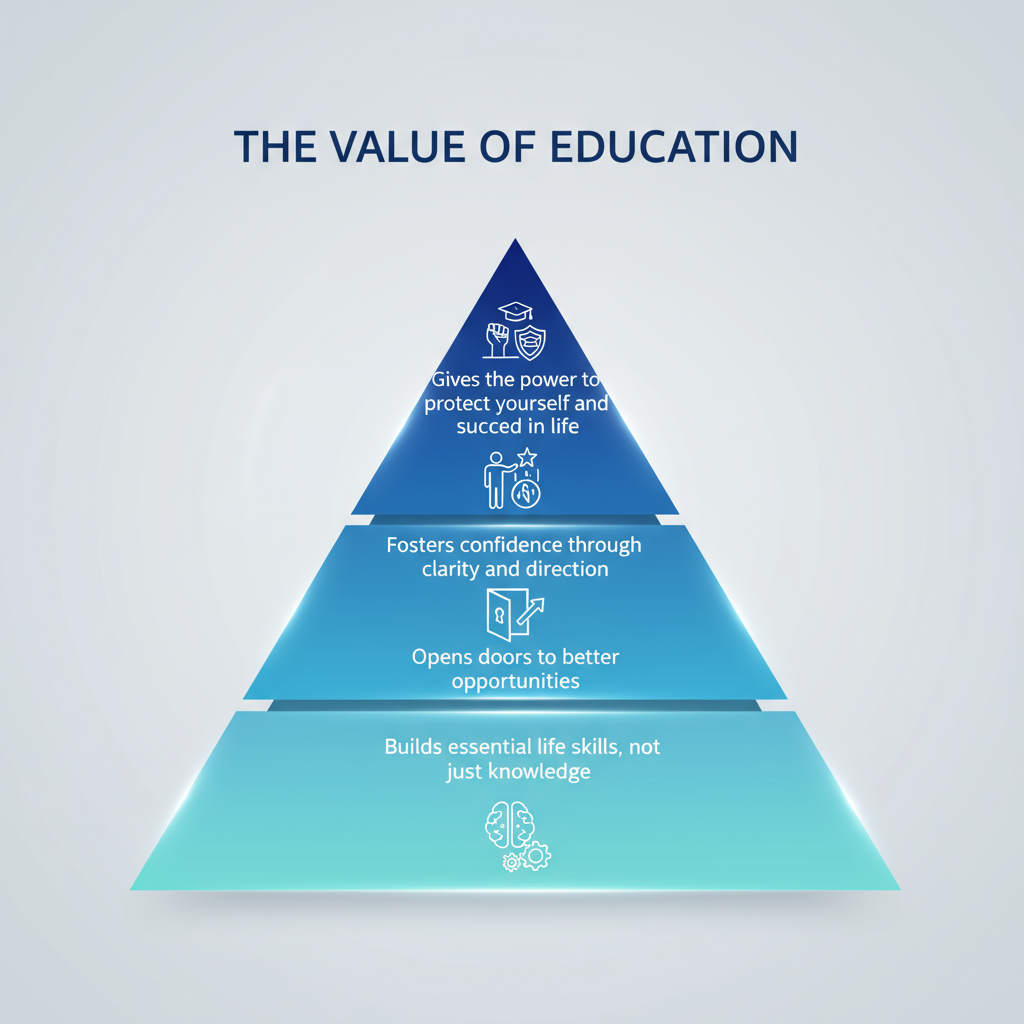 THE VALUE OF EDUCATION
Gives the power to
protect yourself and
succed in life
Fosters confidence through
clarity and direction
Opens doors to better
opportunities
Builds essential life skills, not
just knowledge